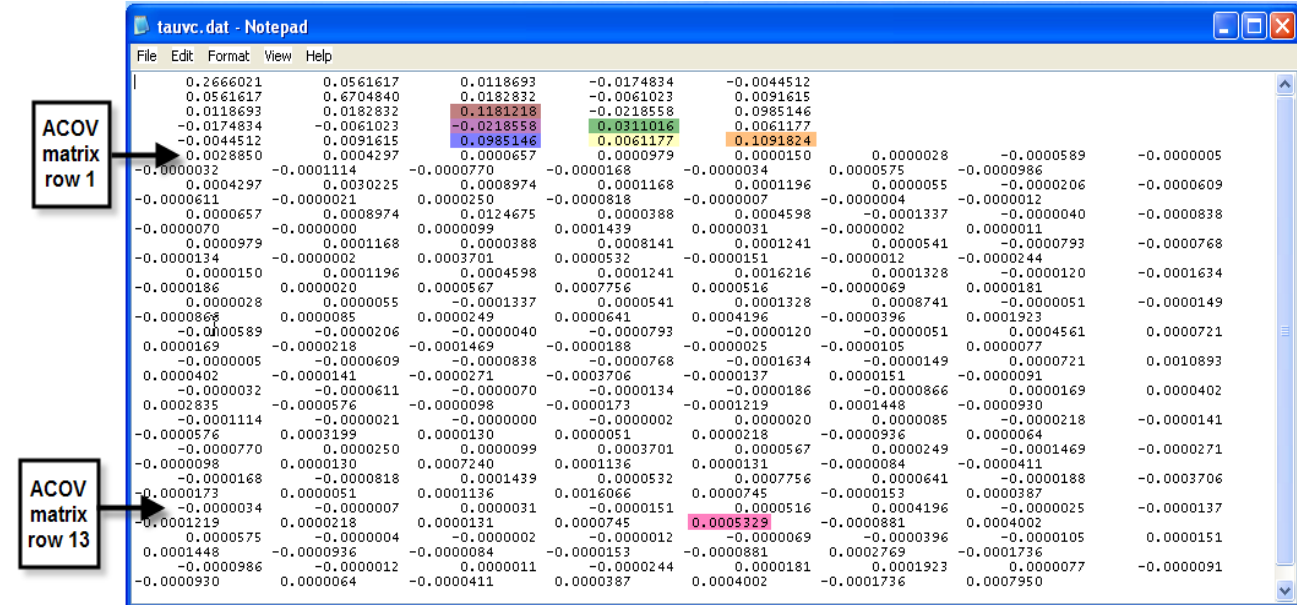 tauvc.dat - Notepad
File Edit Format View Help
0.2666021 0.0561617 0.0118693 -0.0174834 -0.0044512
0.0561617 0.6704840 0.0182832 -0.0061023 0.0091615
0.0118693 0.0182832 0.1181218 -0.0218558 0.0985146
-0.0174834 -0.0061023 -0.0218558 0.0311016 0.0061177
-0.0044512 0.0091615 0.0985146 0.0061177 0.1091824
0.0028850 0.0004297 0.0000657 0.0000979 0.0000150 0.0000028 -0.0000589 -0.0000005
-0.0000032 -0.0001114 -0.0000770 -0.0000168 -0.0000034 0.0000575 -0.0000986
0.0004297 0.0030225 0.0008974 0.0001168 0.0001196 0.0000055 -0.0000206 -0.0000609
-0.0000611 -0.0000021 0.0000250 -0.0000818 -0.0000007 -0.0000004 -0.0000012
0.0000657 0.0008974 0.0124675 0.0000388 0.0004598 -0.0001337 -0.0000040 -0.0000838
-0.0000070 -0.0000000 0.0000099 0.0001439 0.0000031 -0.0000002 0.0000011
0.0000979 0.0001168 0.0000388 0.0008141 0.0001241 0.0000541 -0.0000793 -0.0000768
-0.0000134 -0.0000002 0.0003701 0.0000532 -0.0000151 -0.0000012 -0.0000244
0.0000150 0.0001196 0.0004598 0.0001241 0.0016216 0.0001328 -0.0000120 -0.0001634
-0.0000186 0.0000020 0.0000567 0.0007756 0.0000516 -0.0000069 0.0000181
0.0000028 0.0000055 -0.0001337 0.0000541 0.0001328 0.0008741 -0.0000051 -0.0000149
-0.0000866 0.0000085 0.0000249 0.0000641 0.0004196 -0.0000396 0.0001923
-0.0000589 -0.0000206 -0.0000040 -0.0000793 -0.0000120 -0.0000051 0.0004561 0.0000721
0.0000169 -0.0000218 -0.0001469 -0.0000188 -0.0000025 -0.0000105 0.0000077
-0.0000005 -0.0000609 -0.0000838 -0.0000768 -0.0001634 -0.0000149 0.0000721 0.0010893
0.0000402 -0.0000141 -0.0000271 -0.0003706 -0.0000137 0.0000151 -0.0000091
-0.0000032 -0.0000611 -0.0000070 -0.0000134 -0.0000186 -0.0000866 0.0000169 0.0000402
0.0002835 -0.0000576 -0.0000098 -0.0000173 -0.0001219 0.0001448 -0.0000930
-0.0001114 -0.0000021 -0.0000000 -0.0000002 0.0000020 0.0000085 -0.0000218 -0.0000141
-0.0000576 0.0003199 0.0000130 0.0000051 0.0000218 -0.0000936 0.0000064
-0.0000770 0.0000250 0.0000099 0.0003701 0.0000567 0.0000249 -0.0001469 -0.0000271
-0.0000098 0.0000130 0.0007240 0.0001136 0.0000131 -0.0000084 -0.0000411
-0.0000168 -0.0000818 0.0001439 0.0000532 0.0007756 0.0000641 -0.0000188 -0.0003706
-0.0000173 0.0000051 0.0001136 0.0016066 0.0000745 -0.0000153 0.0000387
-0.0000034 -0.0000007 0.0000031 -0.0000151 0.0000516 0.0004196 -0.0000025 -0.0000137
-0.0001219 0.0000218 0.0000131 0.0000745 0.0005329 -0.0000881 0.0004002
0.0000575 -0.0000004 -0.0000002 -0.0000012 -0.0000069 -0.0000396 -0.0000105 0.0000151
0.0001448 -0.0000936 -0.0000084 -0.0000153 -0.0000881 0.0002769 -0.0001736
-0.0000986 -0.0000012 0.0000011 -0.0000244 0.0000181 0.0001923 0.0000077 -0.0000091
-0.0000930 0.0000064 -0.0000411 0.0000387 0.0004002 -0.0001736 0.0007950
ACOV
matrix
row 1
ACOV
matrix
row 13